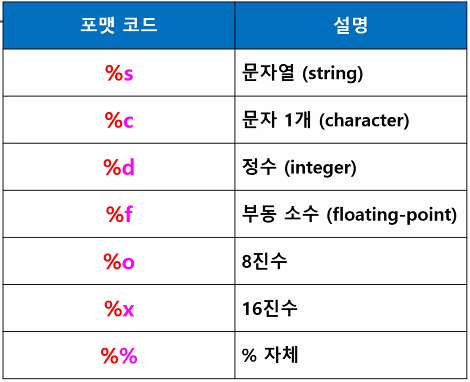 포맷 코드 설명
%s 문자열 (string)
%c 문자 1개 (character)
%d 정수 (integer)
%f 부동 소수 (floating-point)
%o 8진수
%x 16진수
%% % 자체